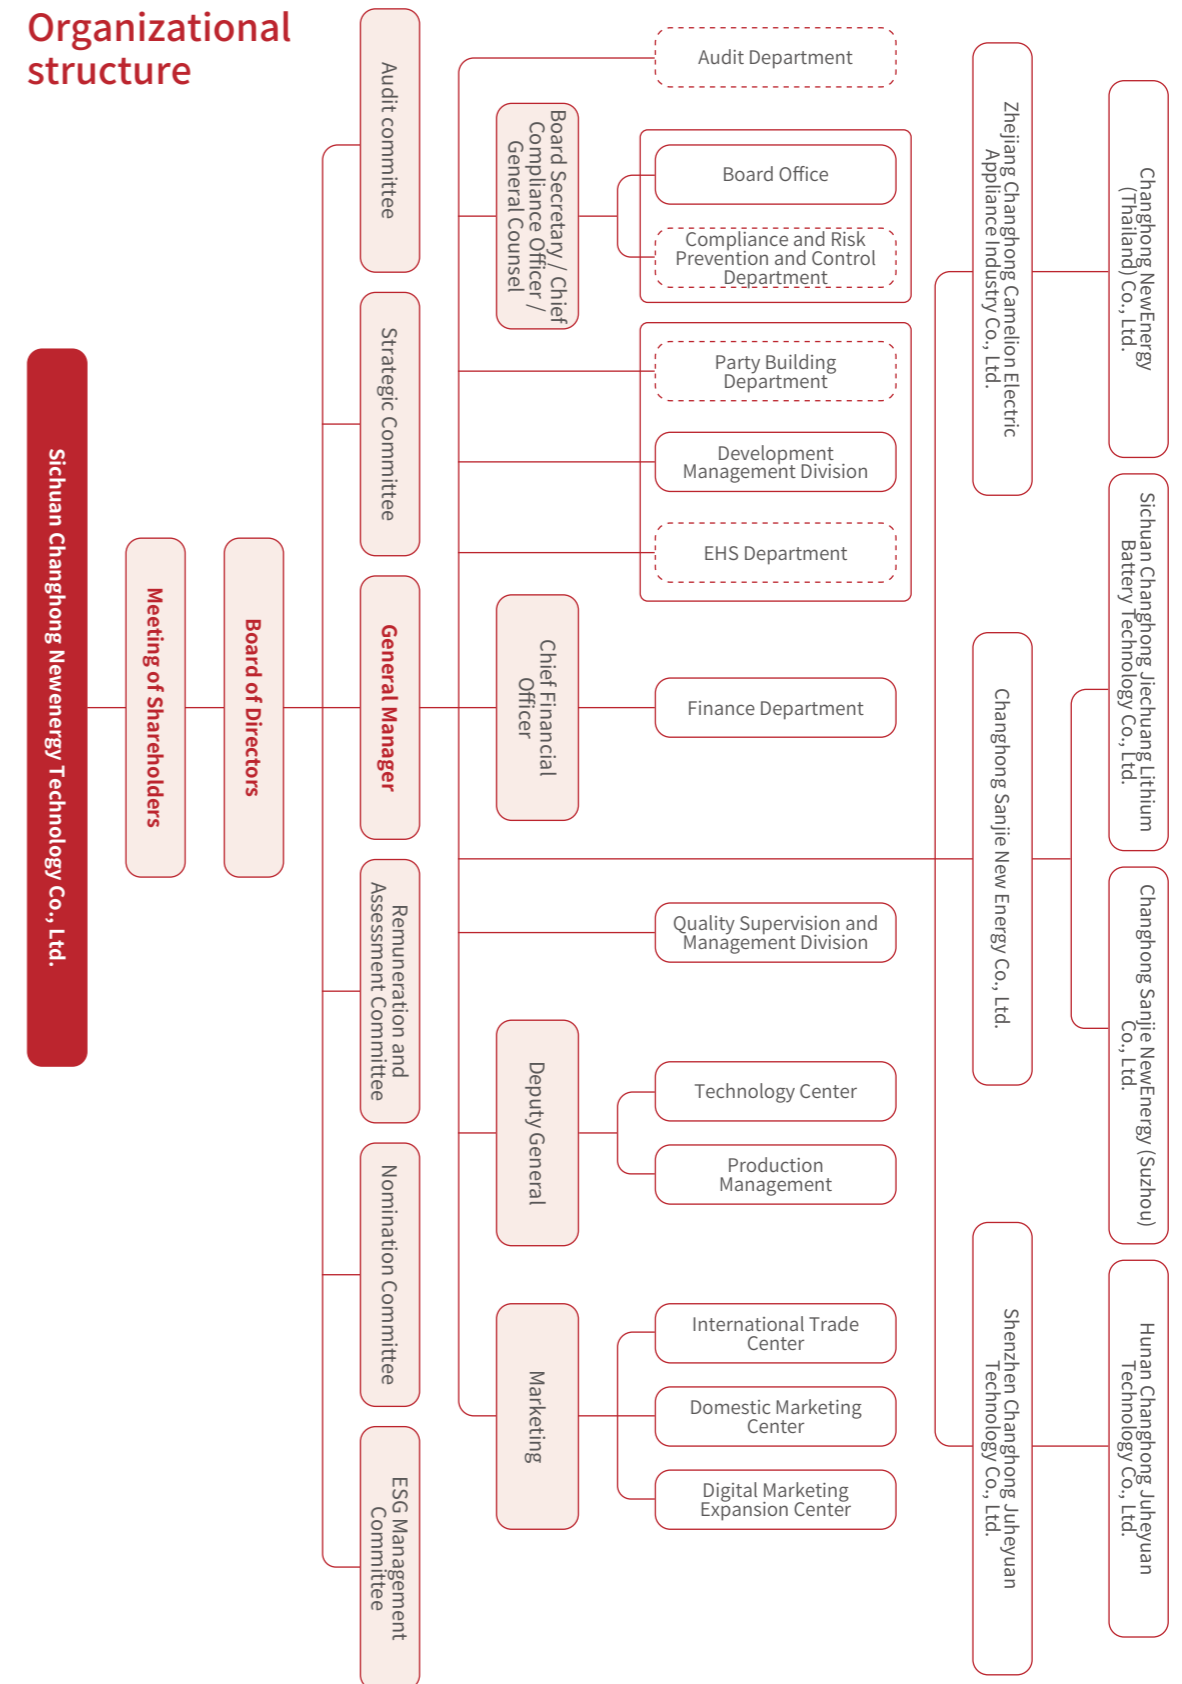 Organizational
structure
Sichuan Changhong Newenergy Technology Co., Ltd.
Meeting of Shareholders
Board of Directors
Audit committee
Strategic Committee
General Manager
Remuneration and
Assessment Committee
Nomination Committee
ESG Management
Committee
Board Secretary / Chief
Compliance Officer /
General Counsel
Chief Financial
Officer
Deputy General
Marketing
Audit Department
Board Office
Compliance and Risk
Prevention and Control
Department
Party Building
Department
Development
Management Division
EHS Department
Finance Department
Quality Supervision and
Management Division
Technology Center
Production
Management
International Trade
Center
Domestic Marketing
Center
Digital Marketing
Expansion Center
Zhejiang Changhong Camelion Electric
Appliance Industry Co., Ltd.
Changhong Sanjie New Energy Co., Ltd.
Shenzhen Changhong Juheyuan
Technology Co., Ltd.
Changhong NewEnergy
(Thailand) Co., Ltd.
Sichuan Changhong Jiechuang Lithium
Battery Technology Co., Ltd.
Changhong Sanjie NewEnergy (Suzhou)
Co., Ltd.
Hunan Changhong Juheyuan
Technology Co., Ltd.